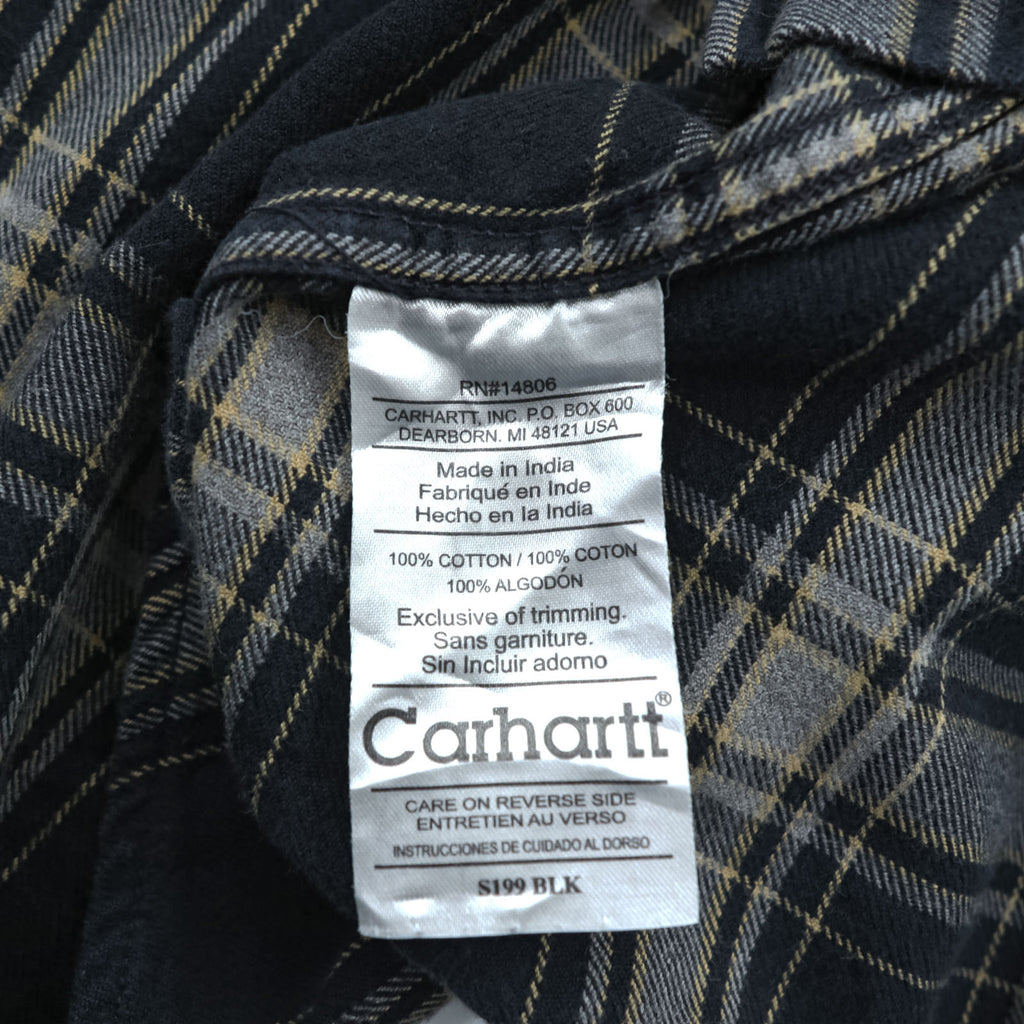 RN#14806
CARHARTT, INC. P.O. BOX 600
DEARBORN. MI 48121 USA
Made in India
Fabriqué en Inde
Hecho en la India
100% COTTON / 100% COTON
100% ALGODÓN
Exclusive of trimming.
Sans garniture.
Sin Incluir adorno
Carhartt®
CARE ON REVERSE SIDE
ENTRETIEN AU VERSO
INSTRUCCIONES DE CUIDADO AL DORSO
S199 BLK